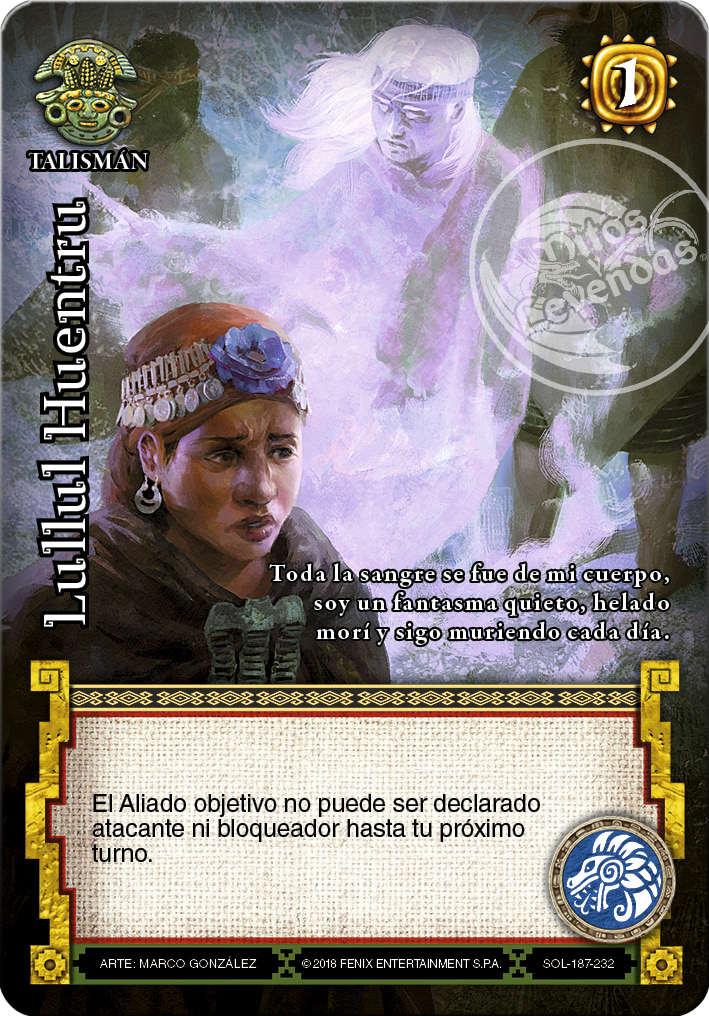 TALISMÁN
1
Mitos
y
Leyendas
Lullul Huentru
Toda la sangre se fue de mi cuerpo,
soy un fantasma quieto, helado
morí y sigo muriendo cada día.
El Aliado objetivo no puede ser declarado
atacante ni bloqueador hasta tu próximo
turno.
ARTE: MARCO GONZÁLEZ
©2018 FENIX ENTERTAINMENT S.P.A.
SOL-187-232